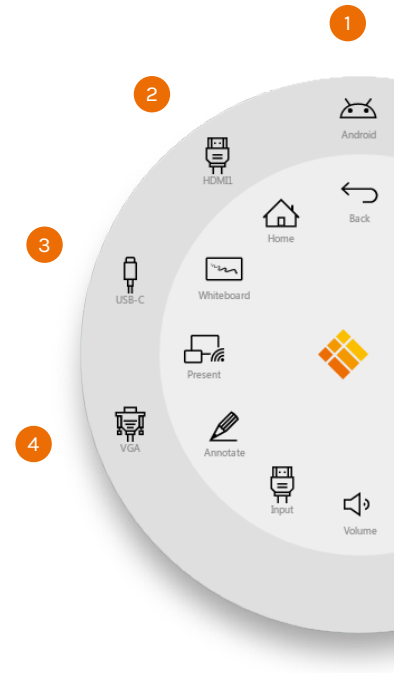 1
2
Android
HDMI1
Back
Home
3
USB-C
Whiteboard
Present
4
VGA
Annotate
Input
Volume